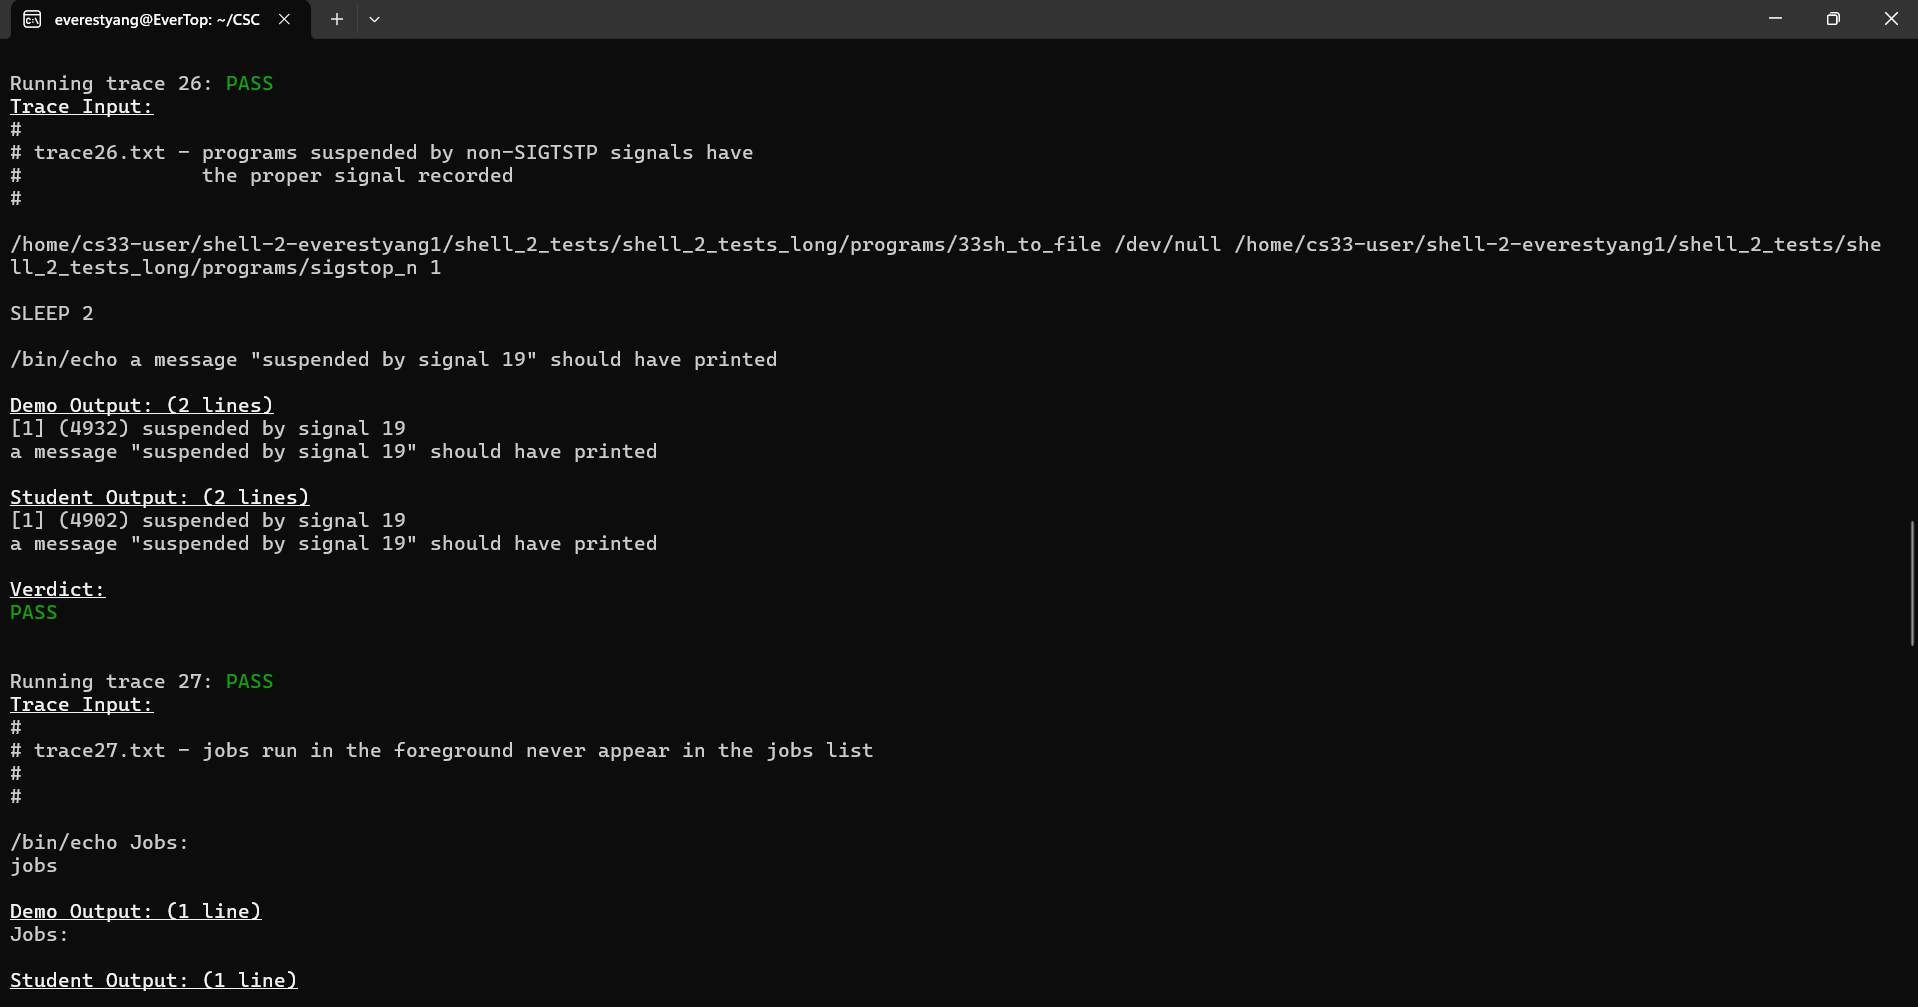 everestyang@EverTop: ~/CSC
Running trace 26: PASS
Trace Input:
#
# trace26.txt - programs suspended by non-SIGTSTP signals have
#               the proper signal recorded
#
/home/cs33-user/shell-2-everestyang1/shell_2_tests/shell_2_tests_long/programs/33sh_to_file /dev/null /home/cs33-user/shell-2-everestyang1/shell_2_tests/she
ll_2_tests_long/programs/sigstop_n 1
SLEEP 2
/bin/echo a message "suspended by signal 19" should have printed
Demo Output: (2 lines)
[1] (4932) suspended by signal 19
a message "suspended by signal 19" should have printed
Student Output: (2 lines)
[1] (4902) suspended by signal 19
a message "suspended by signal 19" should have printed
Verdict:
PASS
Running trace 27: PASS
Trace Input:
#
# trace27.txt - jobs run in the foreground never appear in the jobs list
#
#
/bin/echo Jobs:
jobs
Demo Output: (1 line)
Jobs:
Student Output: (1 line)